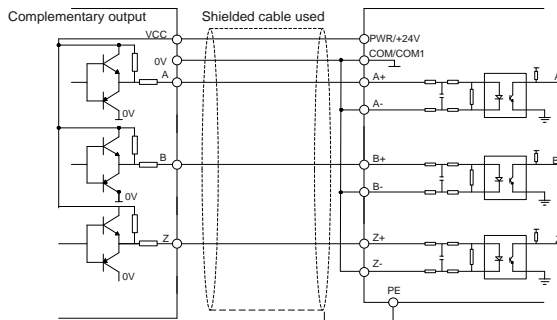 Complementary output
Shielded cable used
VCC
PWR/+24V
0V
COM/COM1
A
A+
A
0V
A-
B
B+
B
0V
B-
Z
Z+
0V
Z-
PE